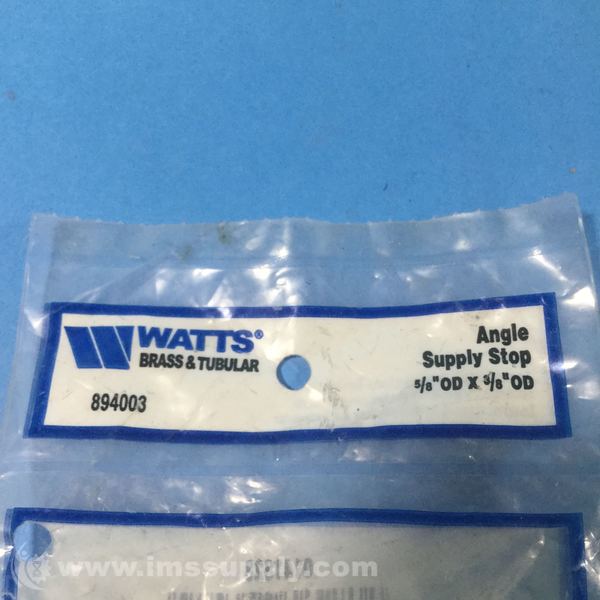 WATTS®
BRASS & TUBULAR
894003
Angle
Supply Stop
5/8"OD X 3/8"OD
www.imssupply.com